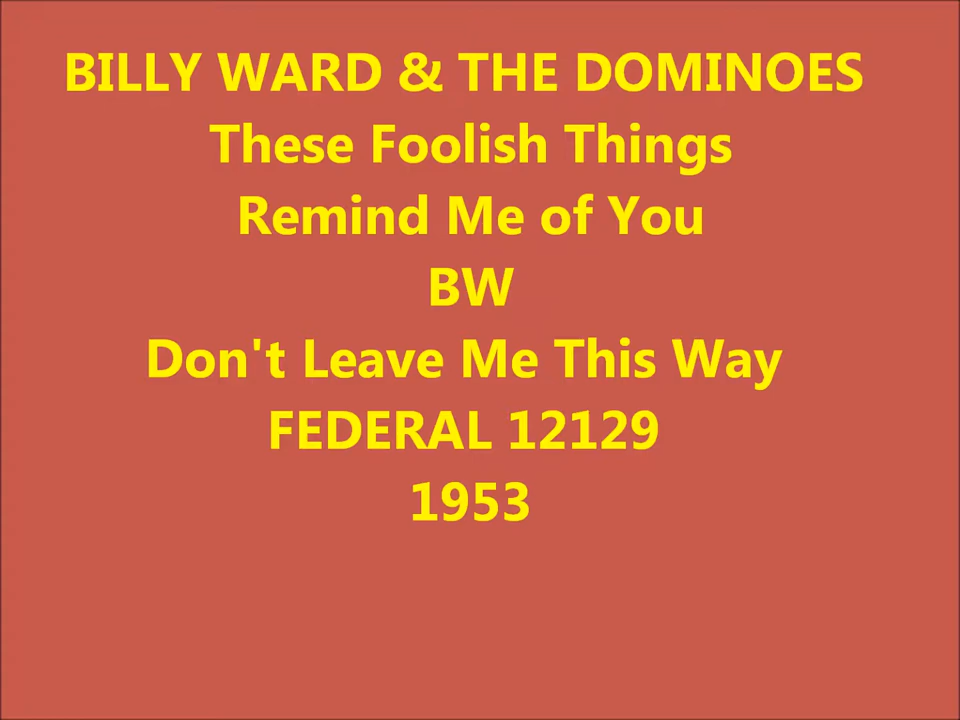 BILLY WARD & THE DOMINOES
These Foolish Things
Remind Me of You
BW
Don't Leave Me This Way
FEDERAL 12129
1953